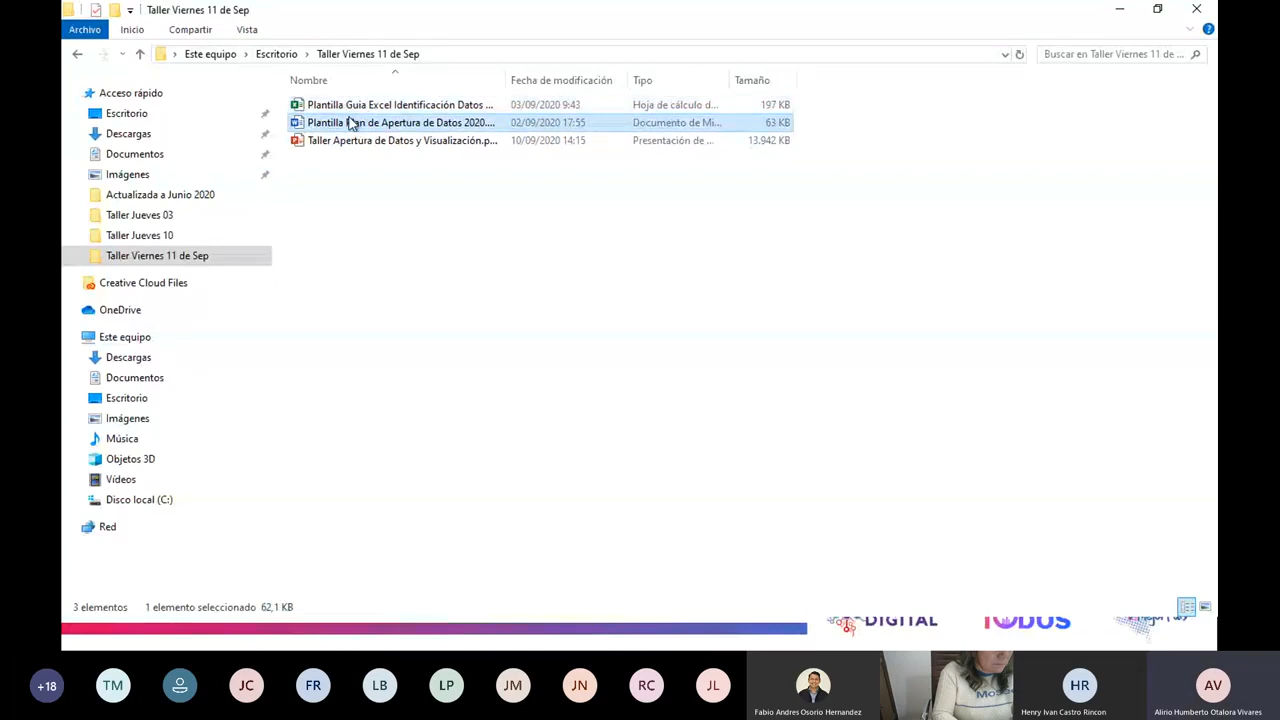 Taller Viernes 11 de Sep
Archivo Inicio Compartir Vista
Este equipo Escritorio Taller Viernes 11 de Sep
Buscar en Taller Viernes 11 de ...
Nombre Fecha de modificación Tipo Tamaño
Plantilla Guia Excel Identificación Datos ... 03/09/2020 9:43 Hoja de cálculo d... 197 KB
Plantilla Plan de Apertura de Datos 2020.... 02/09/2020 17:55 Documento de Mi... 63 KB
Taller Apertura de Datos y Visualización.p... 10/09/2020 14:15 Presentación de ... 13.942 KB
Acceso rápido
Escritorio
Descargas
Documentos
Imágenes
Actualizada a Junio 2020
Taller Jueves 03
Taller Jueves 10
Taller Viernes 11 de Sep
Creative Cloud Files
OneDrive
Este equipo
Descargas
Documentos
Escritorio
Imágenes
Música
Objetos 3D
Vídeos
Disco local (C:)
Red
3 elementos 1 elemento seleccionado 62,1 KB
DIGITAL TODOS
+18 TM JC FR LB LP JM JN RC JL HR AV
Fabio Andres Osorio Hernandez Henry Ivan Castro Rincon Alirio Humberto Otalora Vivares